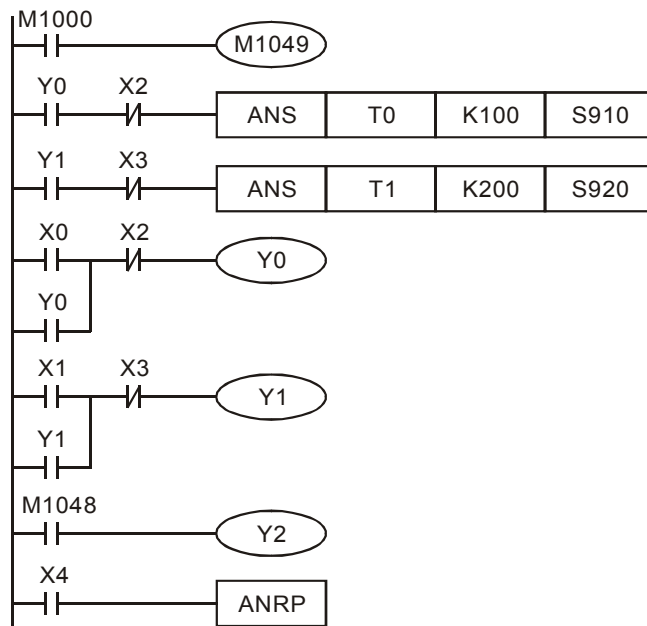 M1000
M1049
Y0 X2
ANS T0 K100 S910
Y1 X3
ANS T1 K200 S920
X0 X2
Y0
Y0
X1 X3
Y1
Y1
M1048
Y2
X4
ANRP